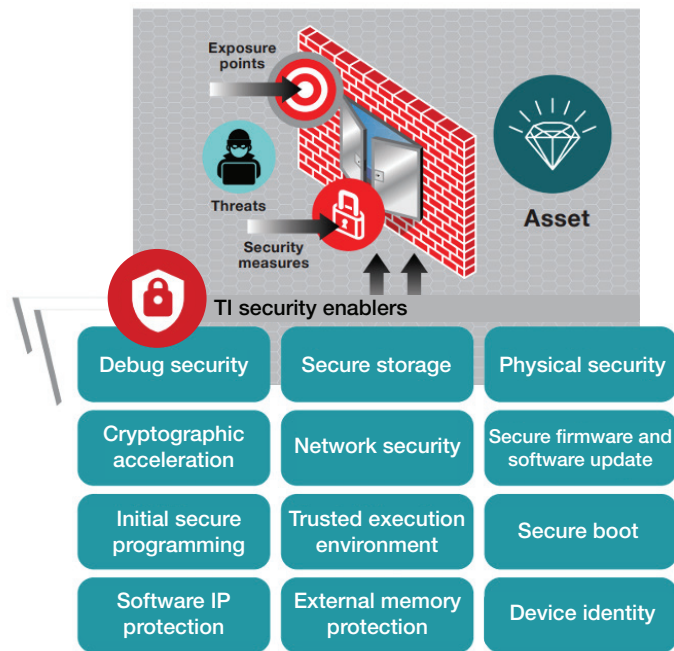 Exposure
points
Threats
Asset
Security
measures
TI security enablers
Debug security
Secure storage
Physical security
Cryptographic
acceleration
Network security
Secure firmware and
software update
Initial secure
programming
Trusted execution
environment
Secure boot
Software IP
protection
External memory
protection
Device identity